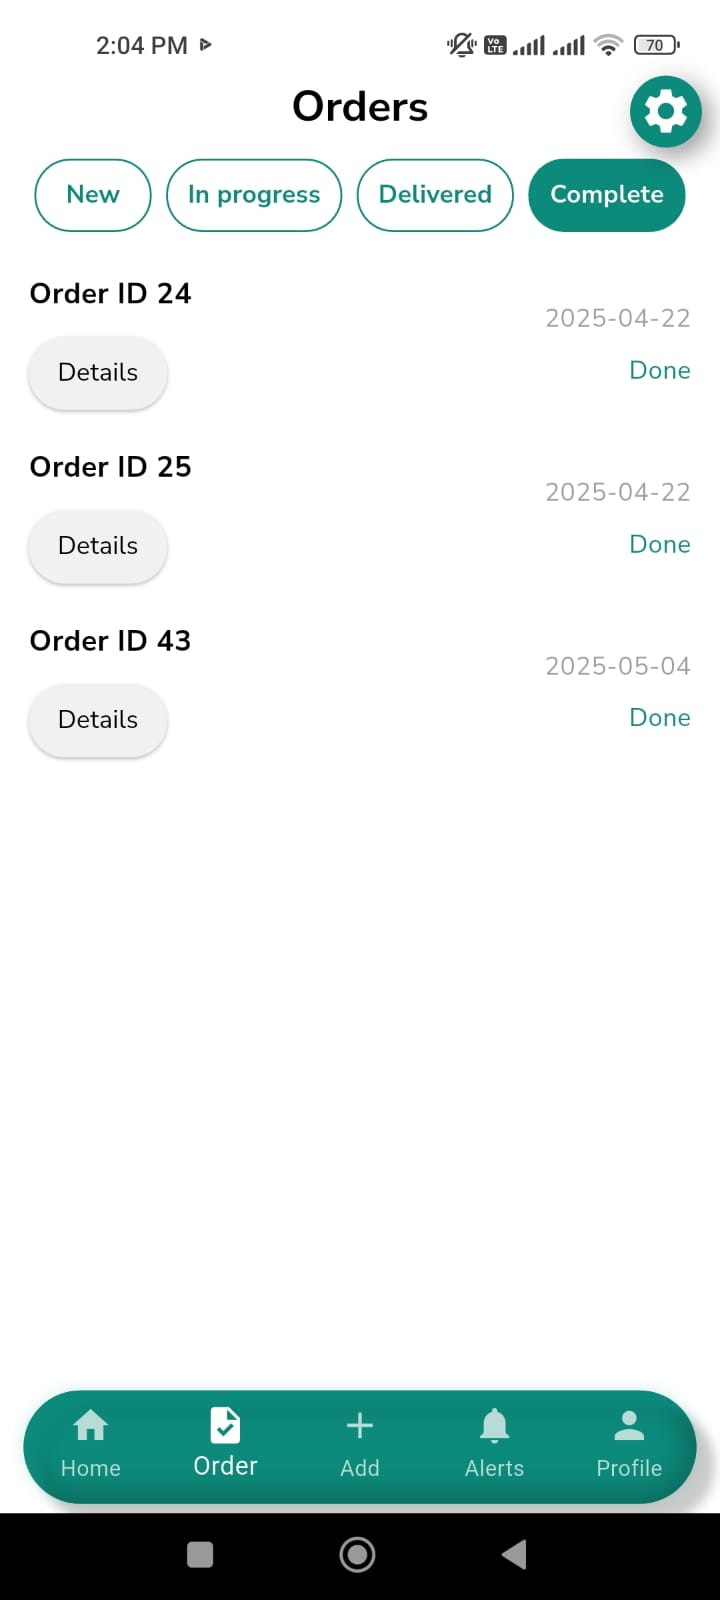 2:04 PM
Vo LTE
70
Orders
New In progress Delivered Complete
Order ID 24
2025-04-22
Details
Done
Order ID 25
2025-04-22
Details
Done
Order ID 43
2025-05-04
Details
Done
Home Order Add Alerts Profile